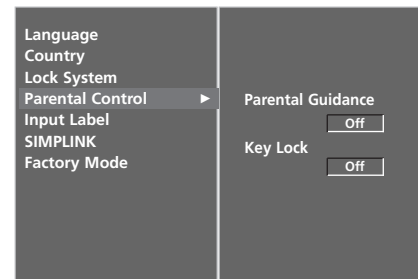 Language
Country
Lock System
Parental Control ►
Input Label
SIMPLINK
Factory Mode
Parental Guidance
Off
Key Lock
Off